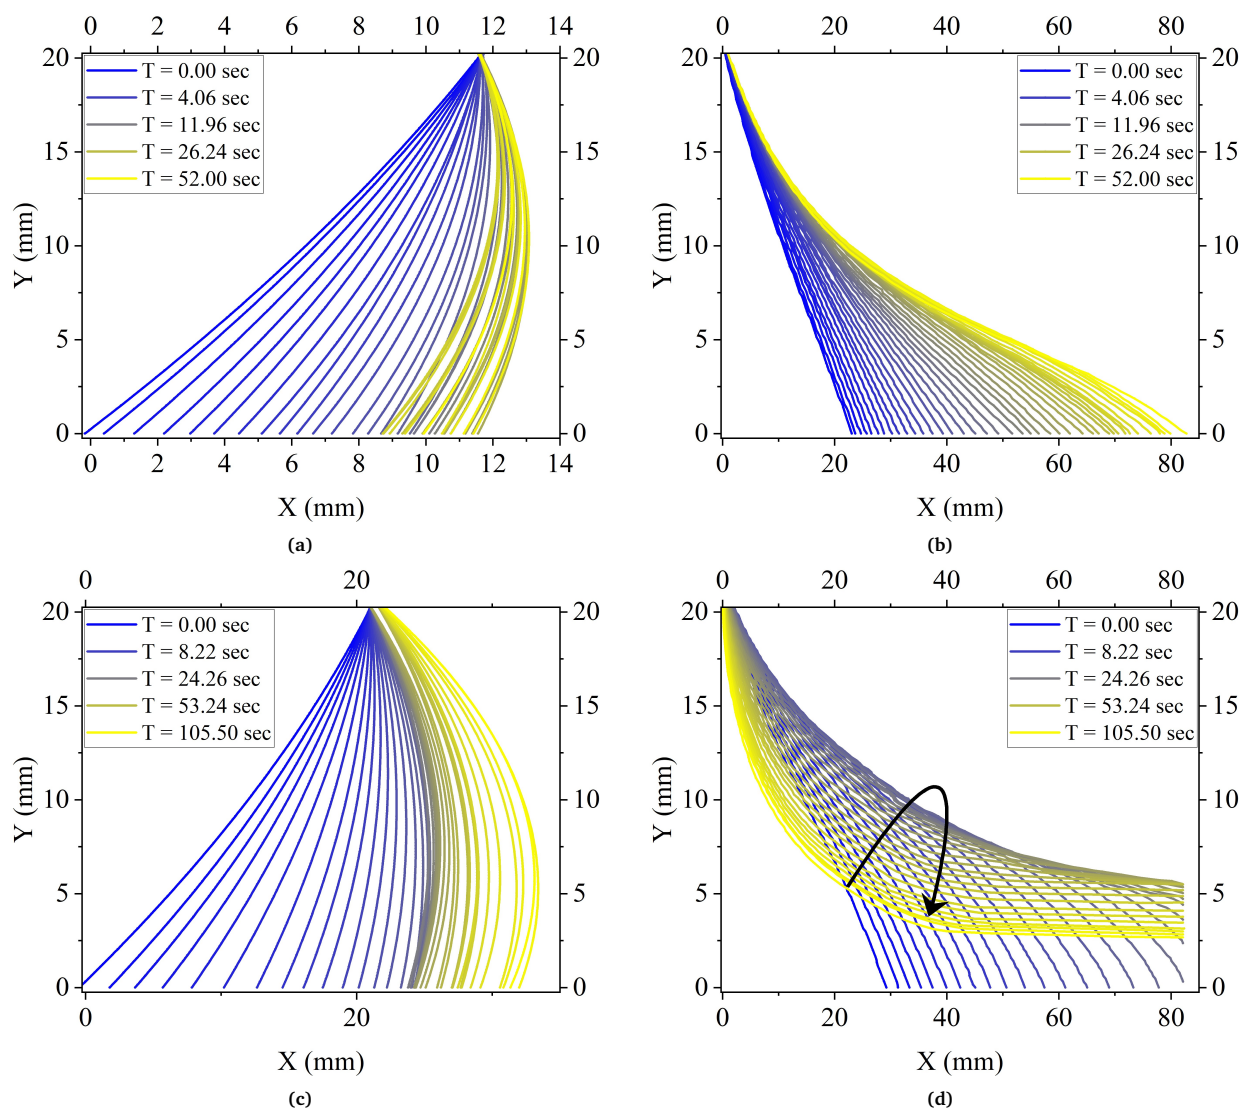 0 2 4 6 8 10 12 14
20 20
T = 0.00 sec
T = 4.06 sec
T = 11.96 sec
T = 26.24 sec
T = 52.00 sec
15 15
10 10
5 5
0 0
Y (mm)
0 2 4 6 8 10 12 14
X (mm)
(a)
0 20 40 60 80
20 20
T = 0.00 sec
T = 4.06 sec
T = 11.96 sec
T = 26.24 sec
T = 52.00 sec
15 15
10 10
5 5
0 0
Y (mm)
0 20 40 60 80
X (mm)
(b)
0 20
20 20
T = 0.00 sec
T = 8.22 sec
T = 24.26 sec
T = 53.24 sec
T = 105.50 sec
15 15
10 10
5 5
0 0
Y (mm)
0 20
X (mm)
(c)
0 20 40 60 80
20 20
T = 0.00 sec
T = 8.22 sec
T = 24.26 sec
T = 53.24 sec
T = 105.50 sec
15 15
10 10
5 5
0 0
Y (mm)
0 20 40 60 80
X (mm)
(d)